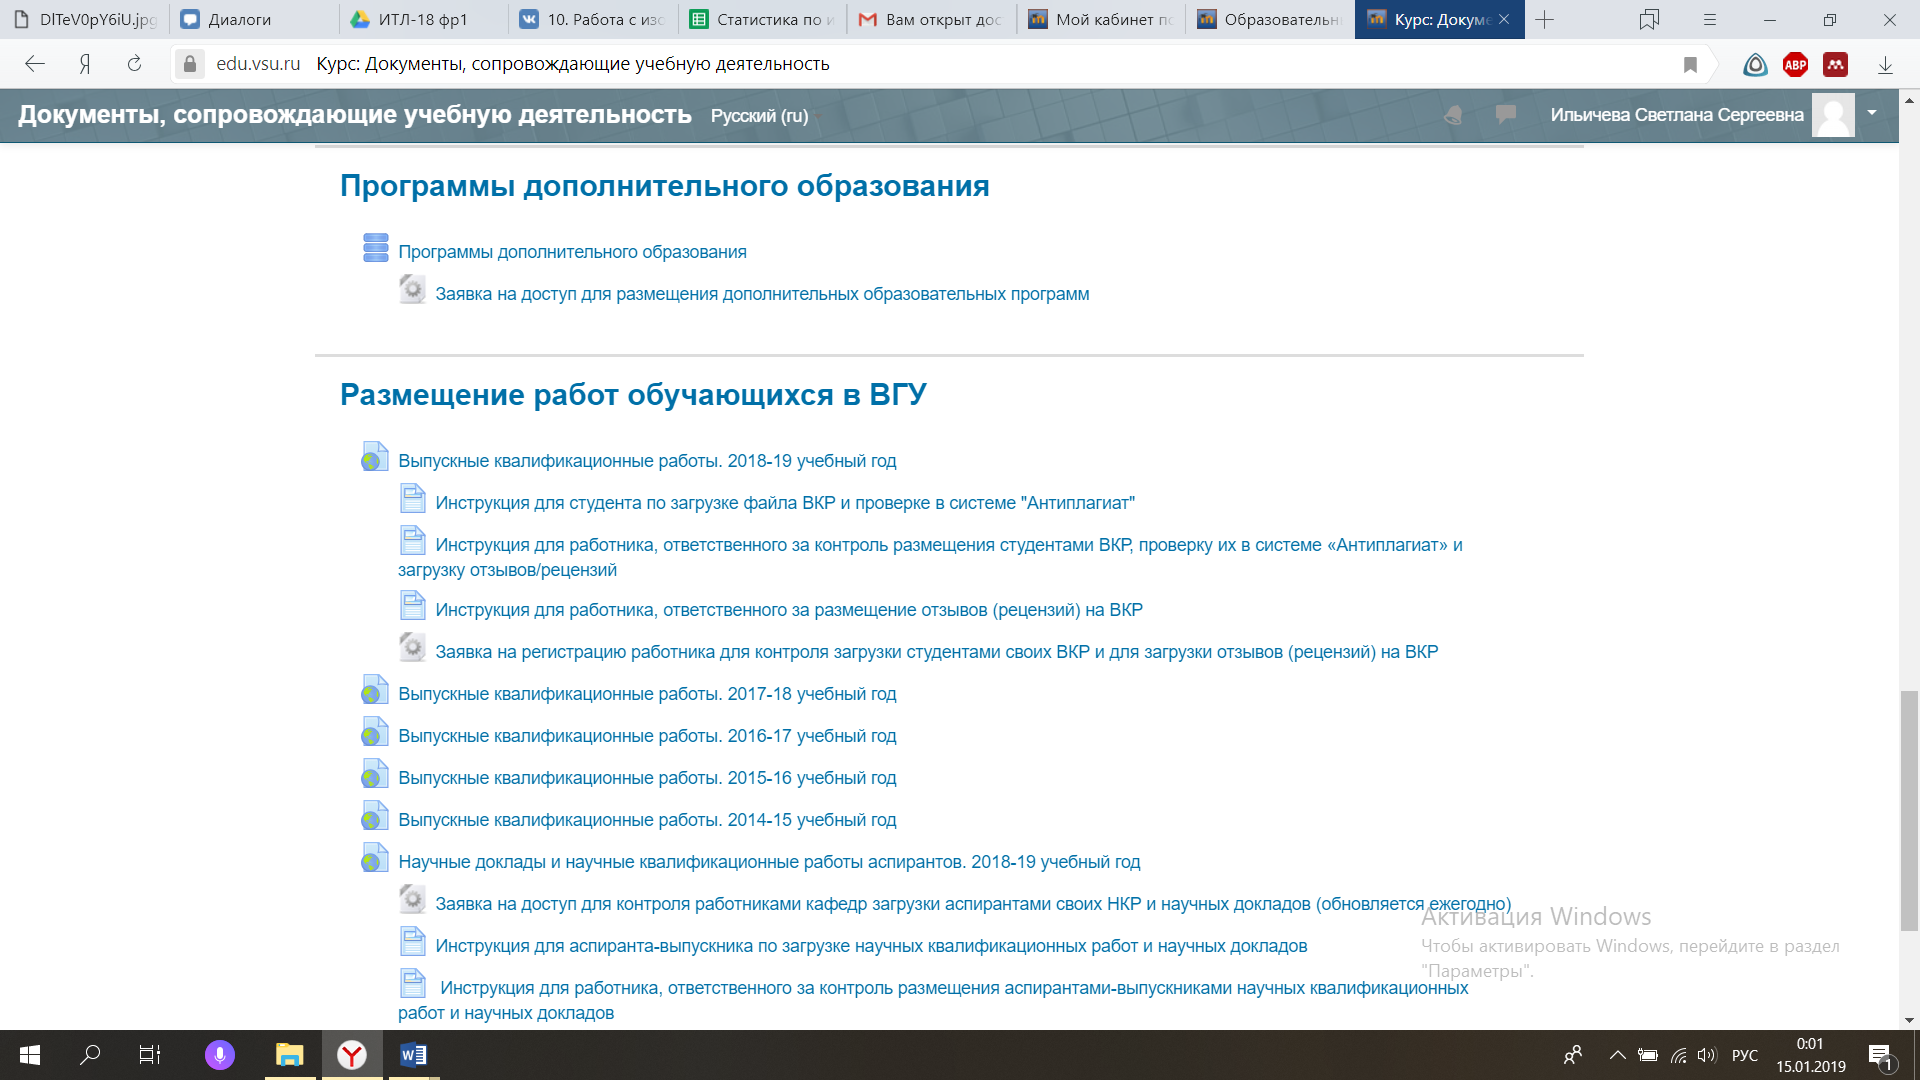 DlTeV0pY6iU.jpg
Диалоги
ИТЛ-18 фр1
10. Работа с изо
Статистика по и
Вам открыт дос
Мой кабинет по
Образовательн
Курс: Докуме
edu.vsu.ru Курс: Документы, сопровождающие учебную деятельность
ABP
Документы, сопровождающие учебную деятельность Русский (ru)
Ильичева Светлана Сергеевна
Программы дополнительного образования
Программы дополнительного образования
Заявка на доступ для размещения дополнительных образовательных программ
Размещение работ обучающихся в ВГУ
Выпускные квалификационные работы. 2018-19 учебный год
Инструкция для студента по загрузке файла ВКР и проверке в системе "Антиплагиат"
Инструкция для работника, ответственного за контроль размещения студентами ВКР, проверку их в системе «Антиплагиат» и
загрузку отзывов/рецензий
Инструкция для работника, ответственного за размещение отзывов (рецензий) на ВКР
Заявка на регистрацию работника для контроля загрузки студентами своих ВКР и для загрузки отзывов (рецензий) на ВКР
Выпускные квалификационные работы. 2017-18 учебный год
Выпускные квалификационные работы. 2016-17 учебный год
Выпускные квалификационные работы. 2015-16 учебный год
Выпускные квалификационные работы. 2014-15 учебный год
Научные доклады и научные квалификационные работы аспирантов. 2018-19 учебный год
Заявка на доступ для контроля работниками кафедр загрузки аспирантами своих НКР и научных докладов (обновляется ежегодно)
Инструкция для аспиранта-выпускника по загрузке научных квалификационных работ и научных докладов
Инструкция для работника, ответственного за контроль размещения аспирантами-выпускниками научных квалификационных
работ и научных докладов
Активация Windows
Чтобы активировать Windows, перейдите в раздел
"Параметры".
РУС
0:01
15.01.2019
1